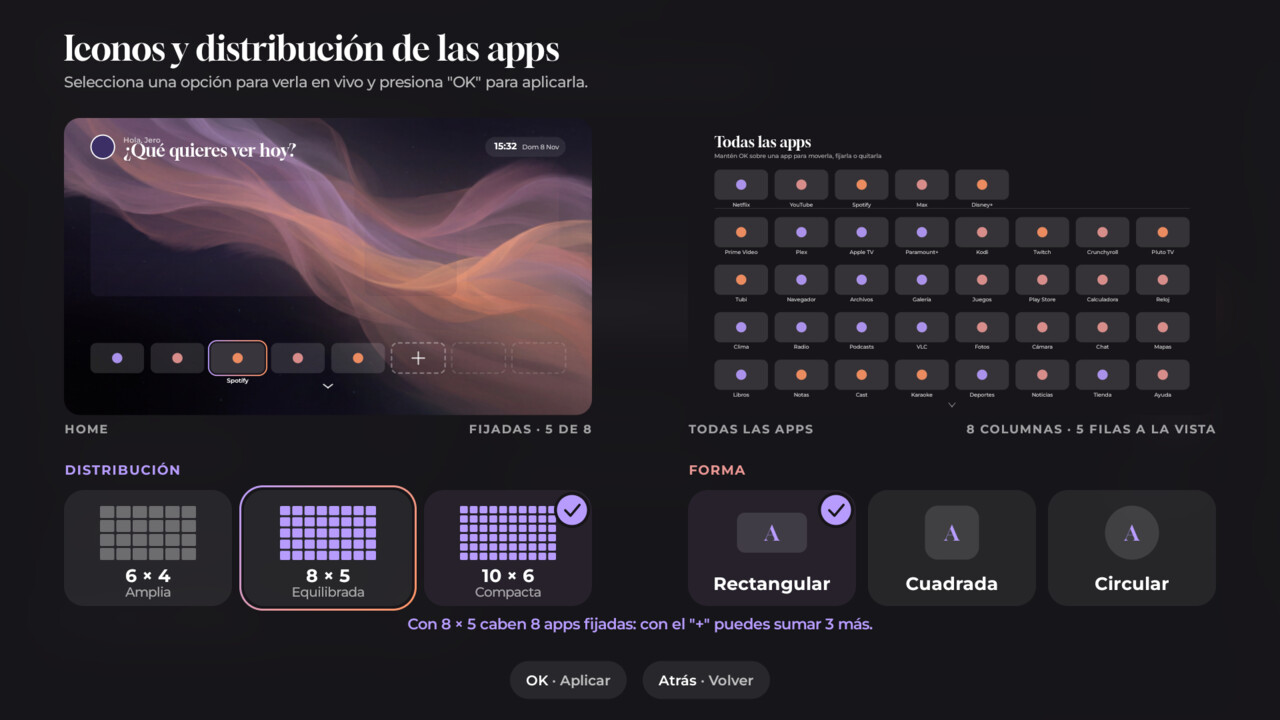 Iconos y distribución de las apps
Selecciona una opción para verla en vivo y presiona "OK" para aplicarla.
Hola, Jero
¿Qué quieres ver hoy?
15:32 Dom 8 Nov
Spotify
HOME
FIJADAS · 5 DE 8
Todas las apps
Mantén OK sobre una app para moverla, fijarla o quitarla
Netflix YouTube Spotify Max Disney+
Prime Video Plex Apple TV Paramount+ Kodi Twitch Crunchyroll Pluto TV
Tubi Navegador Archivos Galería Juegos Play Store Calculadora Reloj
Clima Radio Podcasts VLC Fotos Cámara Chat Mapas
Libros Notas Cast Karaoke Deportes Noticias Tienda Ayuda
TODAS LAS APPS
8 COLUMNAS · 5 FILAS A LA VISTA
DISTRIBUCIÓN
6 × 4
Amplia
8 × 5
Equilibrada
10 × 6
Compacta
FORMA
A
Rectangular
A
Cuadrada
A
Circular
Con 8 × 5 caben 8 apps fijadas: con el "+" puedes sumar 3 más.
OK · Aplicar
Atrás · Volver